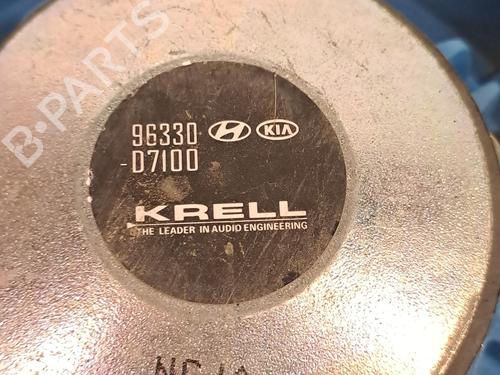 B-PARTS
96330
KIA
-D7100
KRELL
THE LEADER IN AUDIO ENGINEERING